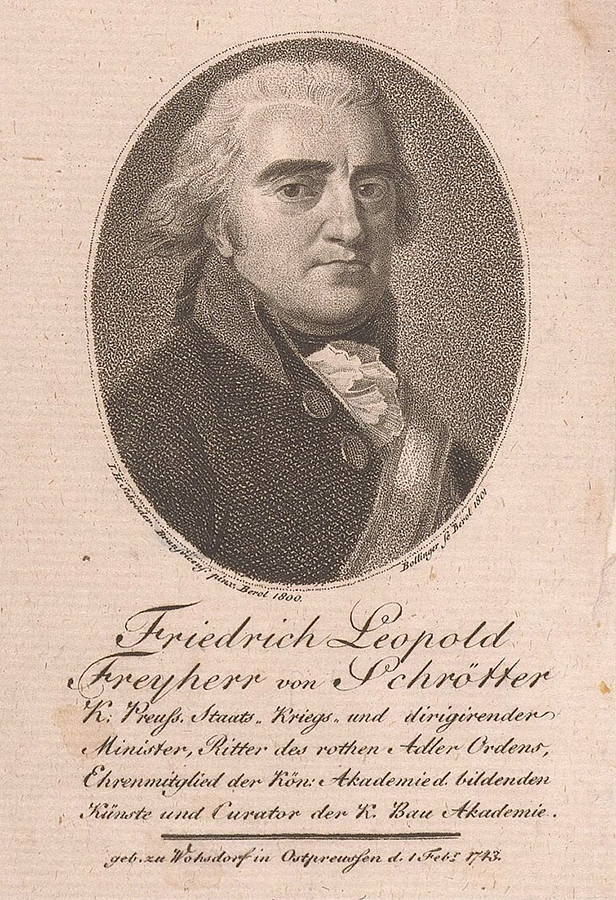 pinx: Berol 1800.
Bollinger sc Berol 1801
Friedrich Leopold
Freyherr von Schrötter
K: Preuſs. Staats„ Kriegs„ und dirigirender
Minister, Ritter des rothen Adler Ordens,
Ehrenmitglied der Kön: Akademie d. bildenden
Künste und Curator der K. Bau Akademie.
geb. zu Wohsdorf in Ostpreuſsen d. 1 Febr 1743.